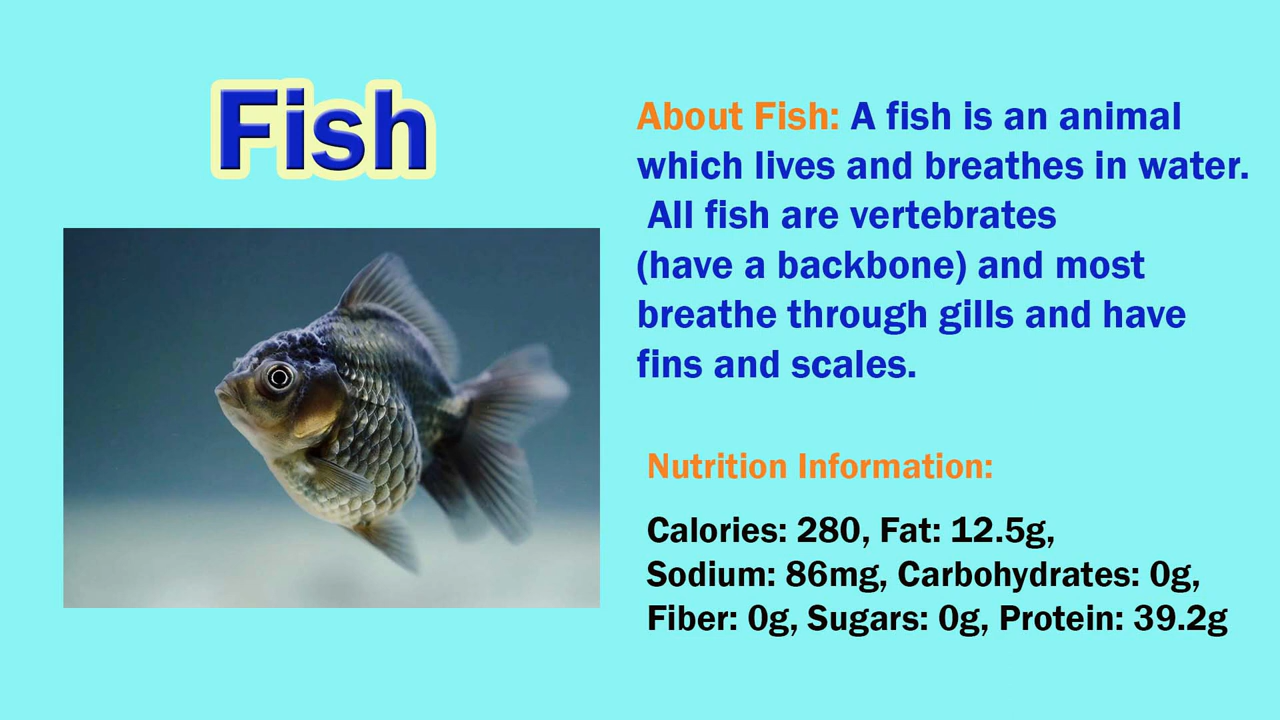 Fish
About Fish: A fish is an animal
which lives and breathes in water.
All fish are vertebrates
(have a backbone) and most
breathe through gills and have
fins and scales.
Nutrition Information:
Calories: 280, Fat: 12.5g,
Sodium: 86mg, Carbohydrates: 0g,
Fiber: 0g, Sugars: 0g, Protein: 39.2g